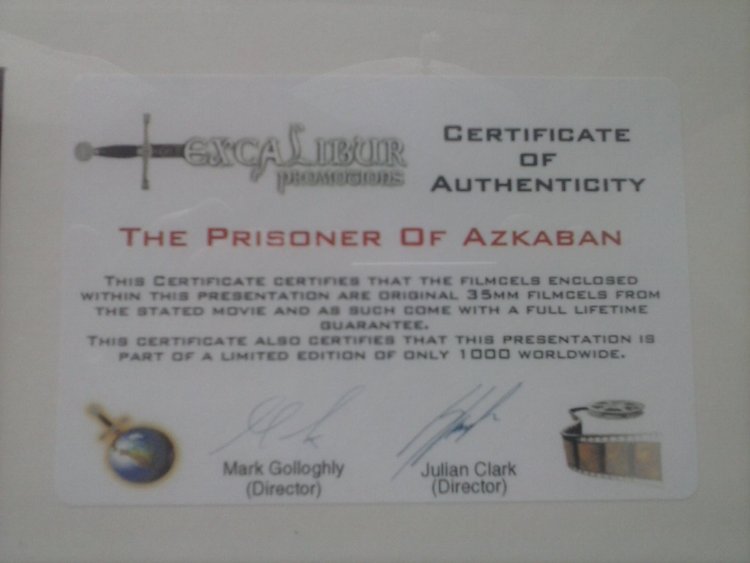 EXCALIBUR
PROMOTIONS
CERTIFICATE
OF
AUTHENTICITY
THE PRISONER OF AZKABAN
THIS CERTIFICATE CERTIFIES THAT THE FILMCELS ENCLOSED
WITHIN THIS PRESENTATION ARE ORIGINAL 35MM FILMCELS FROM
THE STATED MOVIE AND AS SUCH COME WITH A FULL LIFETIME
GUARANTEE.
THIS CERTIFICATE ALSO CERTIFIES THAT THIS PRESENTATION IS
PART OF A LIMITED EDITION OF ONLY 1000 WORLDWIDE.
Mark Golloghly
(Director)
Julian Clark
(Director)